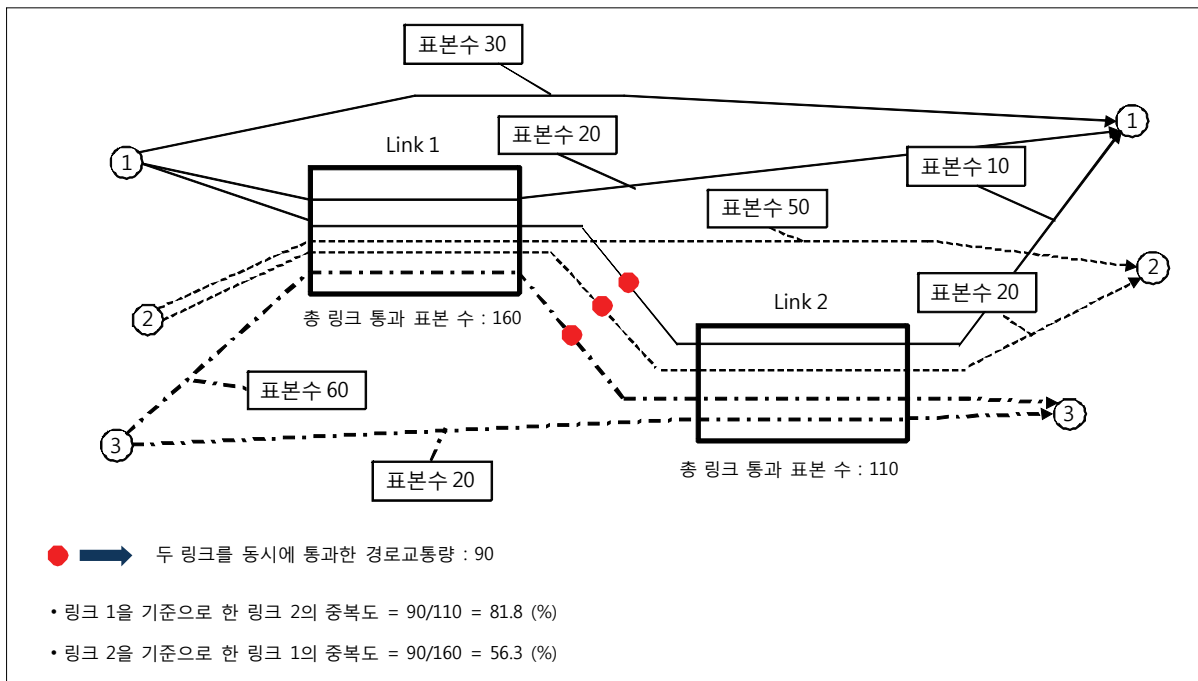 표본수 30
표본수 20
Link 1
표본수 10
표본수 50
표본수 20
Link 2
총 링크 통과 표본 수 : 160
표본수 60
표본수 20
총 링크 통과 표본 수 : 110
1
2
3
1
2
3
두 링크를 동시에 통과한 경로교통량 : 90
• 링크 1을 기준으로 한 링크 2의 중복도 = 90/110 = 81.8 (%)
• 링크 2을 기준으로 한 링크 1의 중복도 = 90/160 = 56.3 (%)